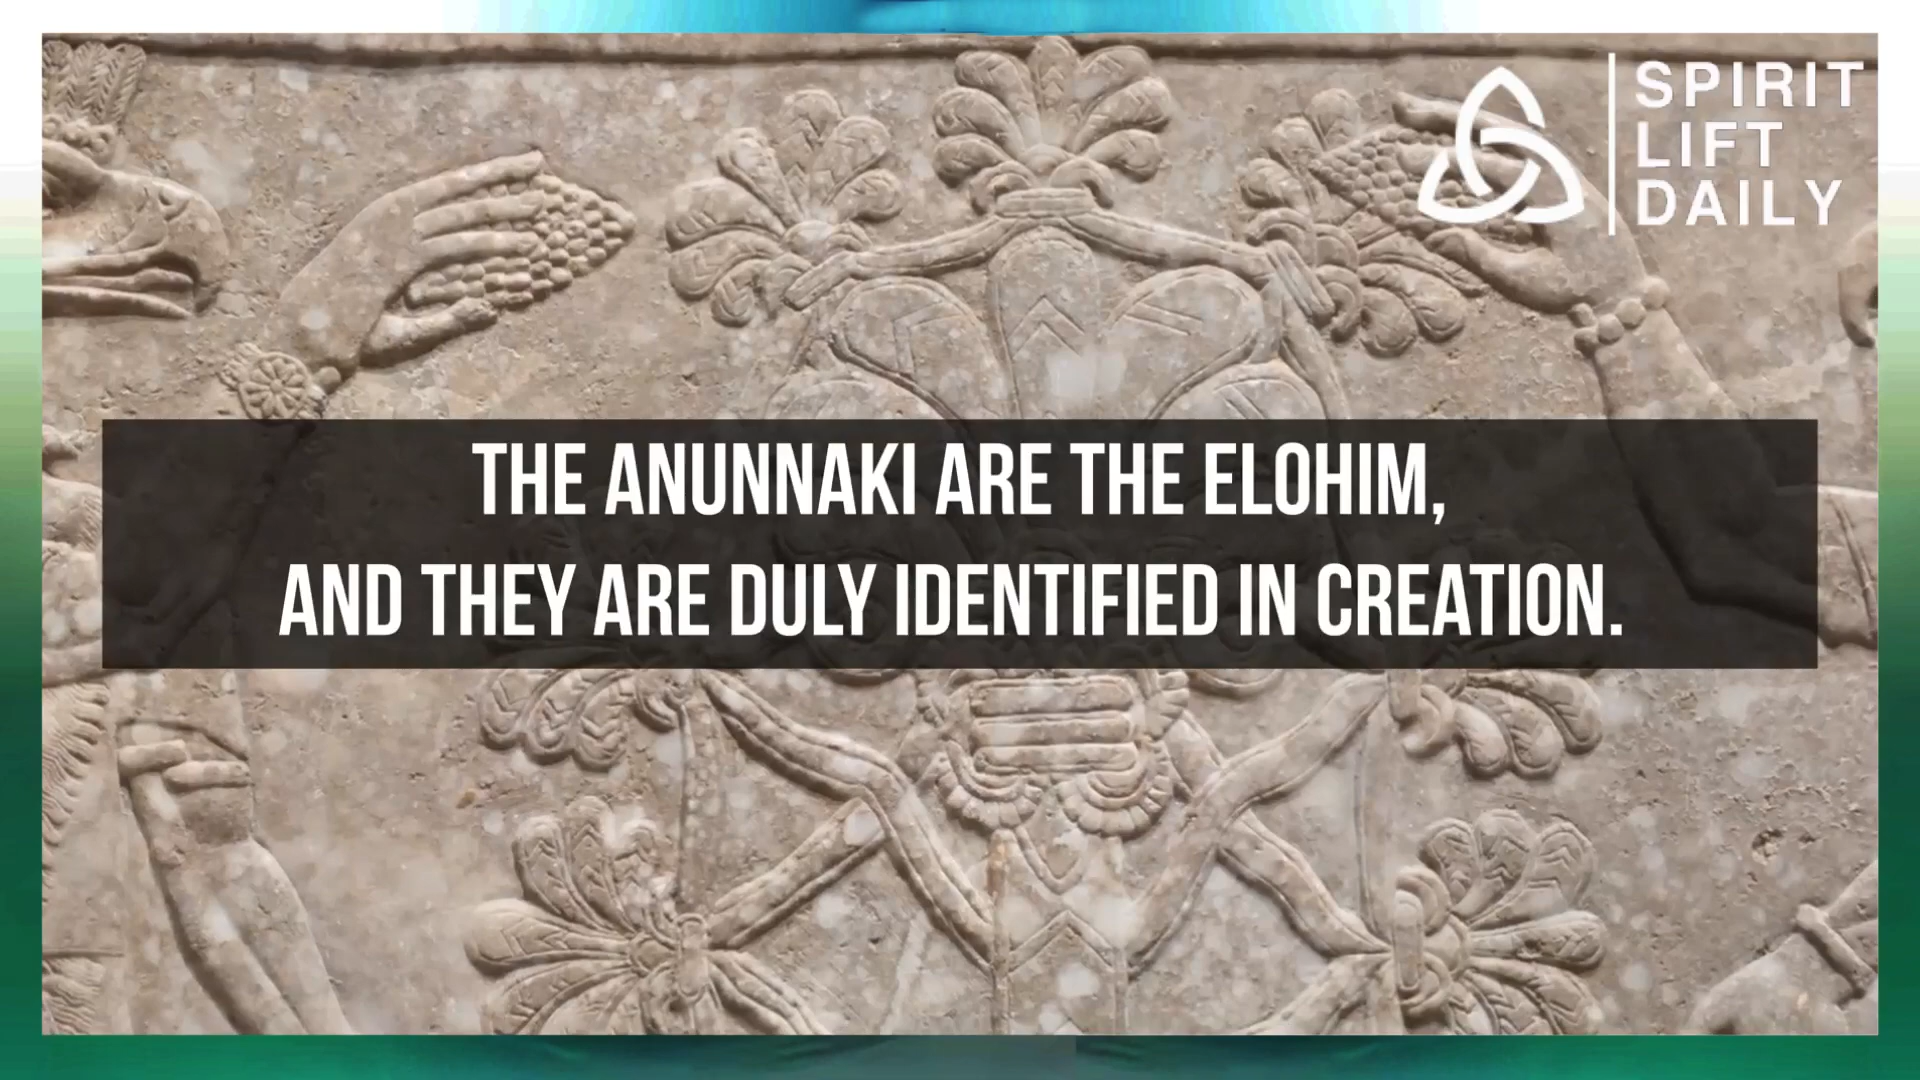 SPIRIT
LIFT
DAILY
THE ANUNNAKI ARE THE ELOHIM,
AND THEY ARE DULY IDENTIFIED IN CREATION.